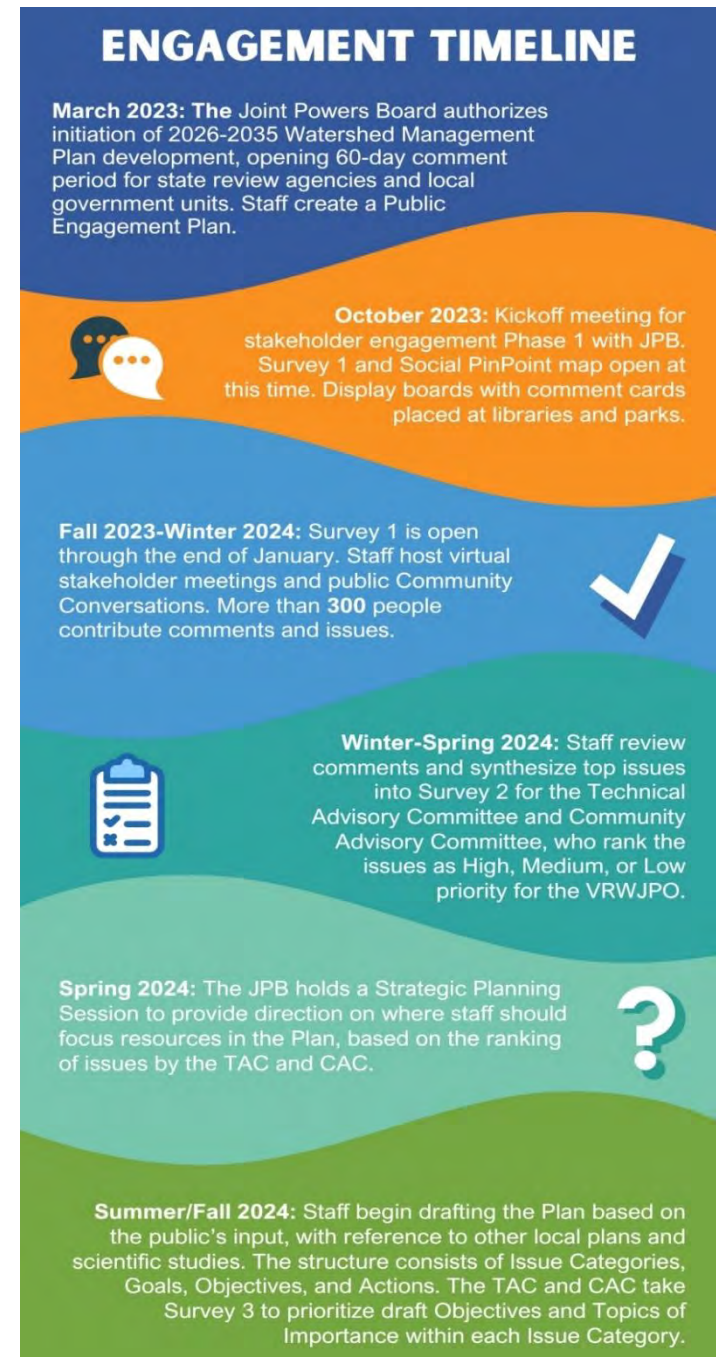 ENGAGEMENT TIMELINE
March 2023: The Joint Powers Board authorizes
initiation of 2026-2035 Watershed Management
Plan development, opening 60-day comment
period for state review agencies and local
government units. Staff create a Public
Engagement Plan.
October 2023: Kickoff meeting for
stakeholder engagement Phase 1 with JPB.
Survey 1 and Social PinPoint map open at
this time. Display boards with comment cards
placed at libraries and parks.
Fall 2023-Winter 2024: Survey 1 is open
through the end of January. Staff host virtual
stakeholder meetings and public Community
Conversations. More than 300 people
contribute comments and issues.
Winter-Spring 2024: Staff review
comments and synthesize top issues
into Survey 2 for the Technical
Advisory Committee and Community
Advisory Committee, who rank the
issues as High, Medium, or Low
priority for the VRWJPO.
Spring 2024: The JPB holds a Strategic Planning
Session to provide direction on where staff should
focus resources in the Plan, based on the ranking
of issues by the TAC and CAC.
Summer/Fall 2024: Staff begin drafting the Plan based on
the public's input, with reference to other local plans and
scientific studies. The structure consists of Issue Categories,
Goals, Objectives, and Actions. The TAC and CAC take
Survey 3 to prioritize draft Objectives and Topics of
Importance within each Issue Category.